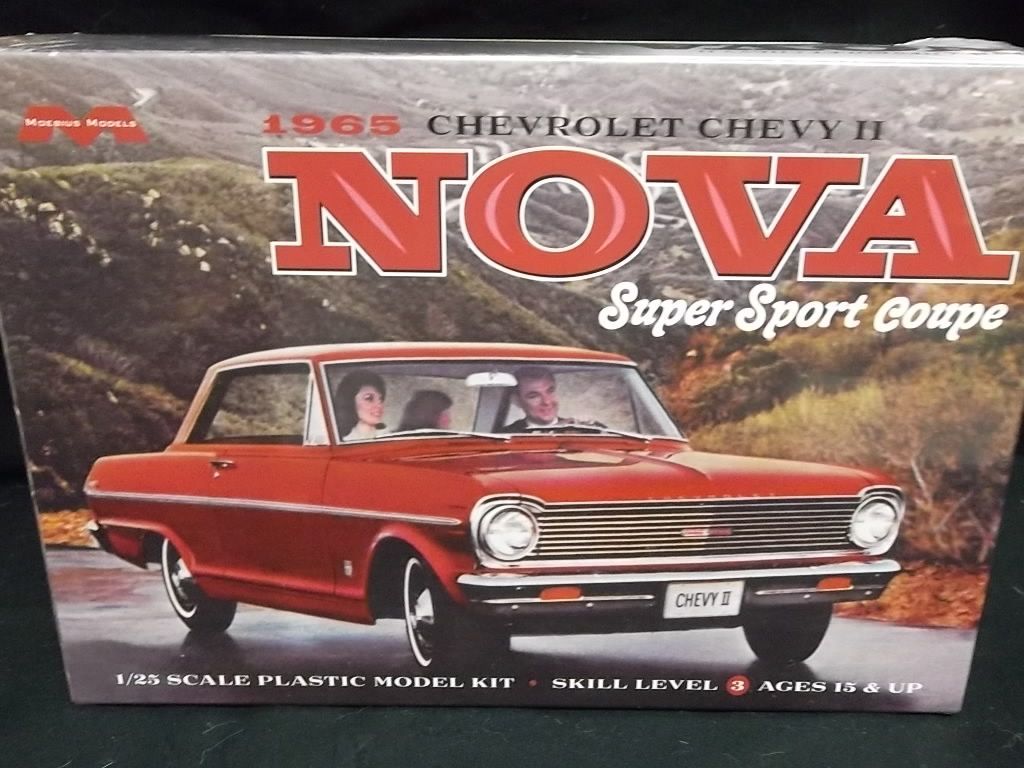 MOEBIUS MODELS
1965 CHEVROLET CHEVY II
NOVA
Super Sport Coupe
CHEVROLET
CHEVY II
1/25 SCALE PLASTIC MODEL KIT • SKILL LEVEL 3 AGES 15 & UP